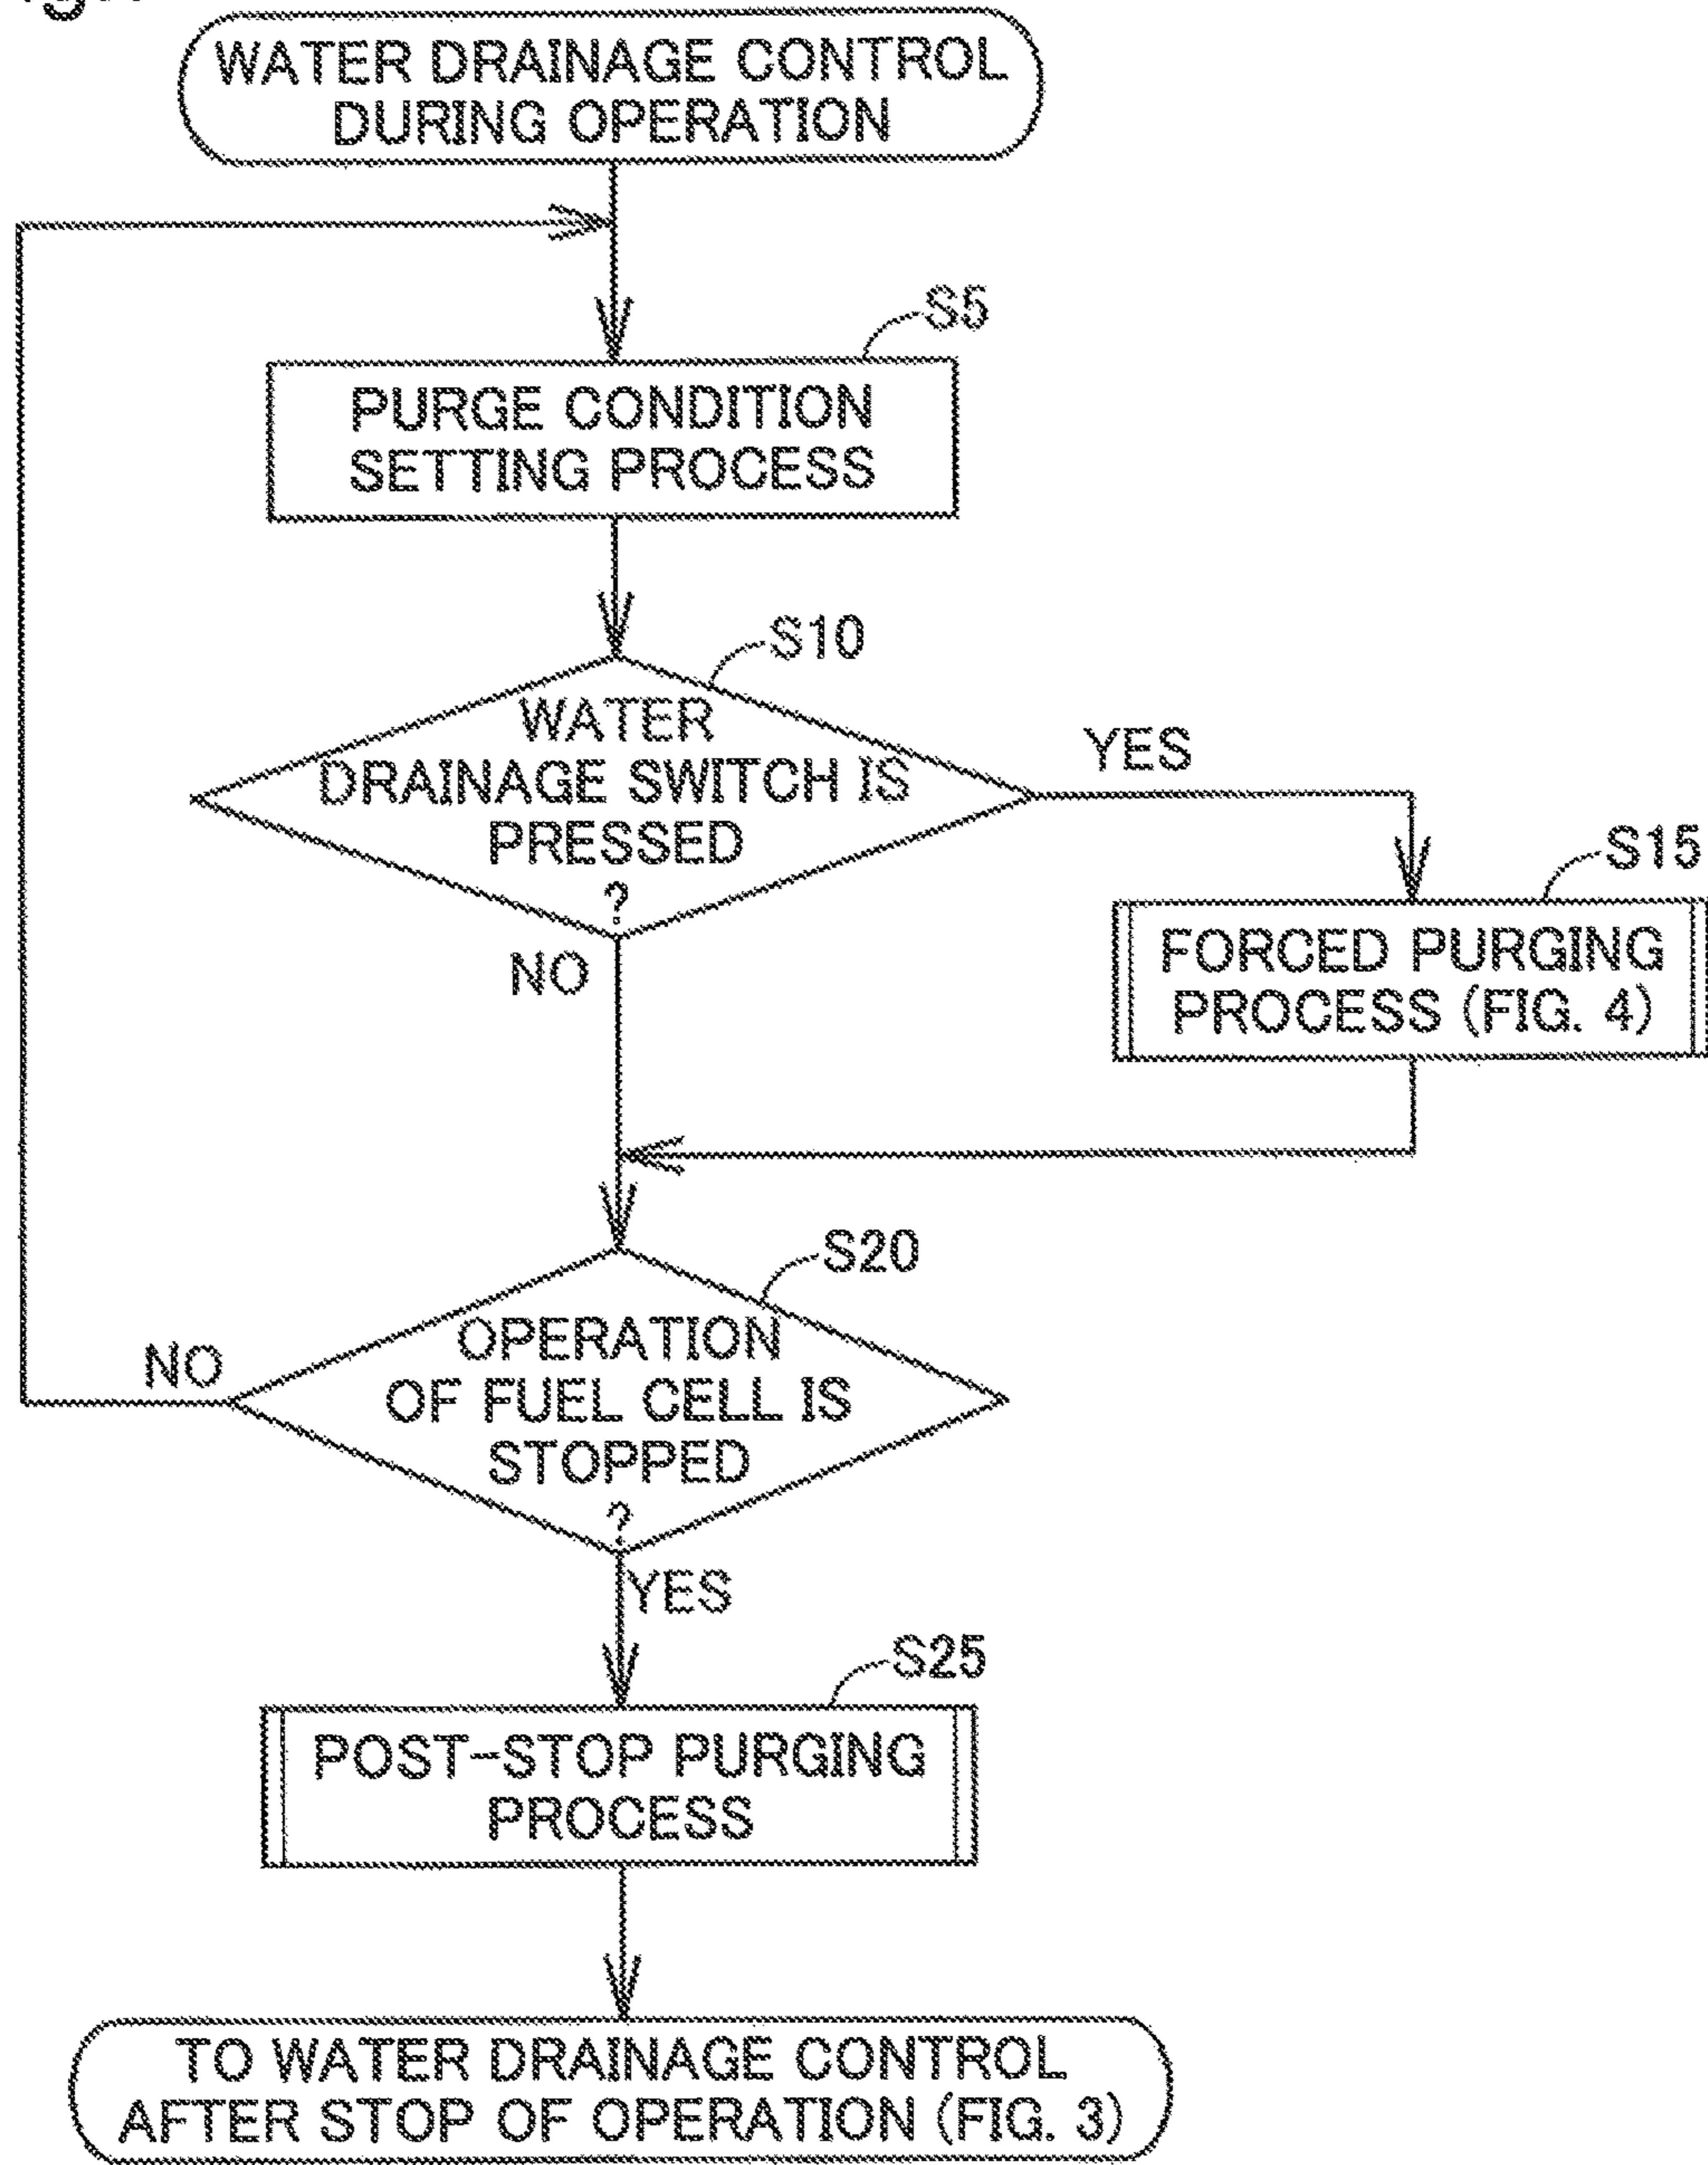 WATER DRAINAGE CONTROL
DURING OPERATION
S5
PURGE CONDITION
SETTING PROCESS
S10
WATER
DRAINAGE SWITCH IS
PRESSED
?
YES
NO
S15
FORCED PURGING
PROCESS (FIG. 4)
S20
OPERATION
OF FUEL CELL IS
STOPPED
?
NO
YES
S25
POST-STOP PURGING
PROCESS
TO WATER DRAINAGE CONTROL
AFTER STOP OF OPERATION (FIG. 3)